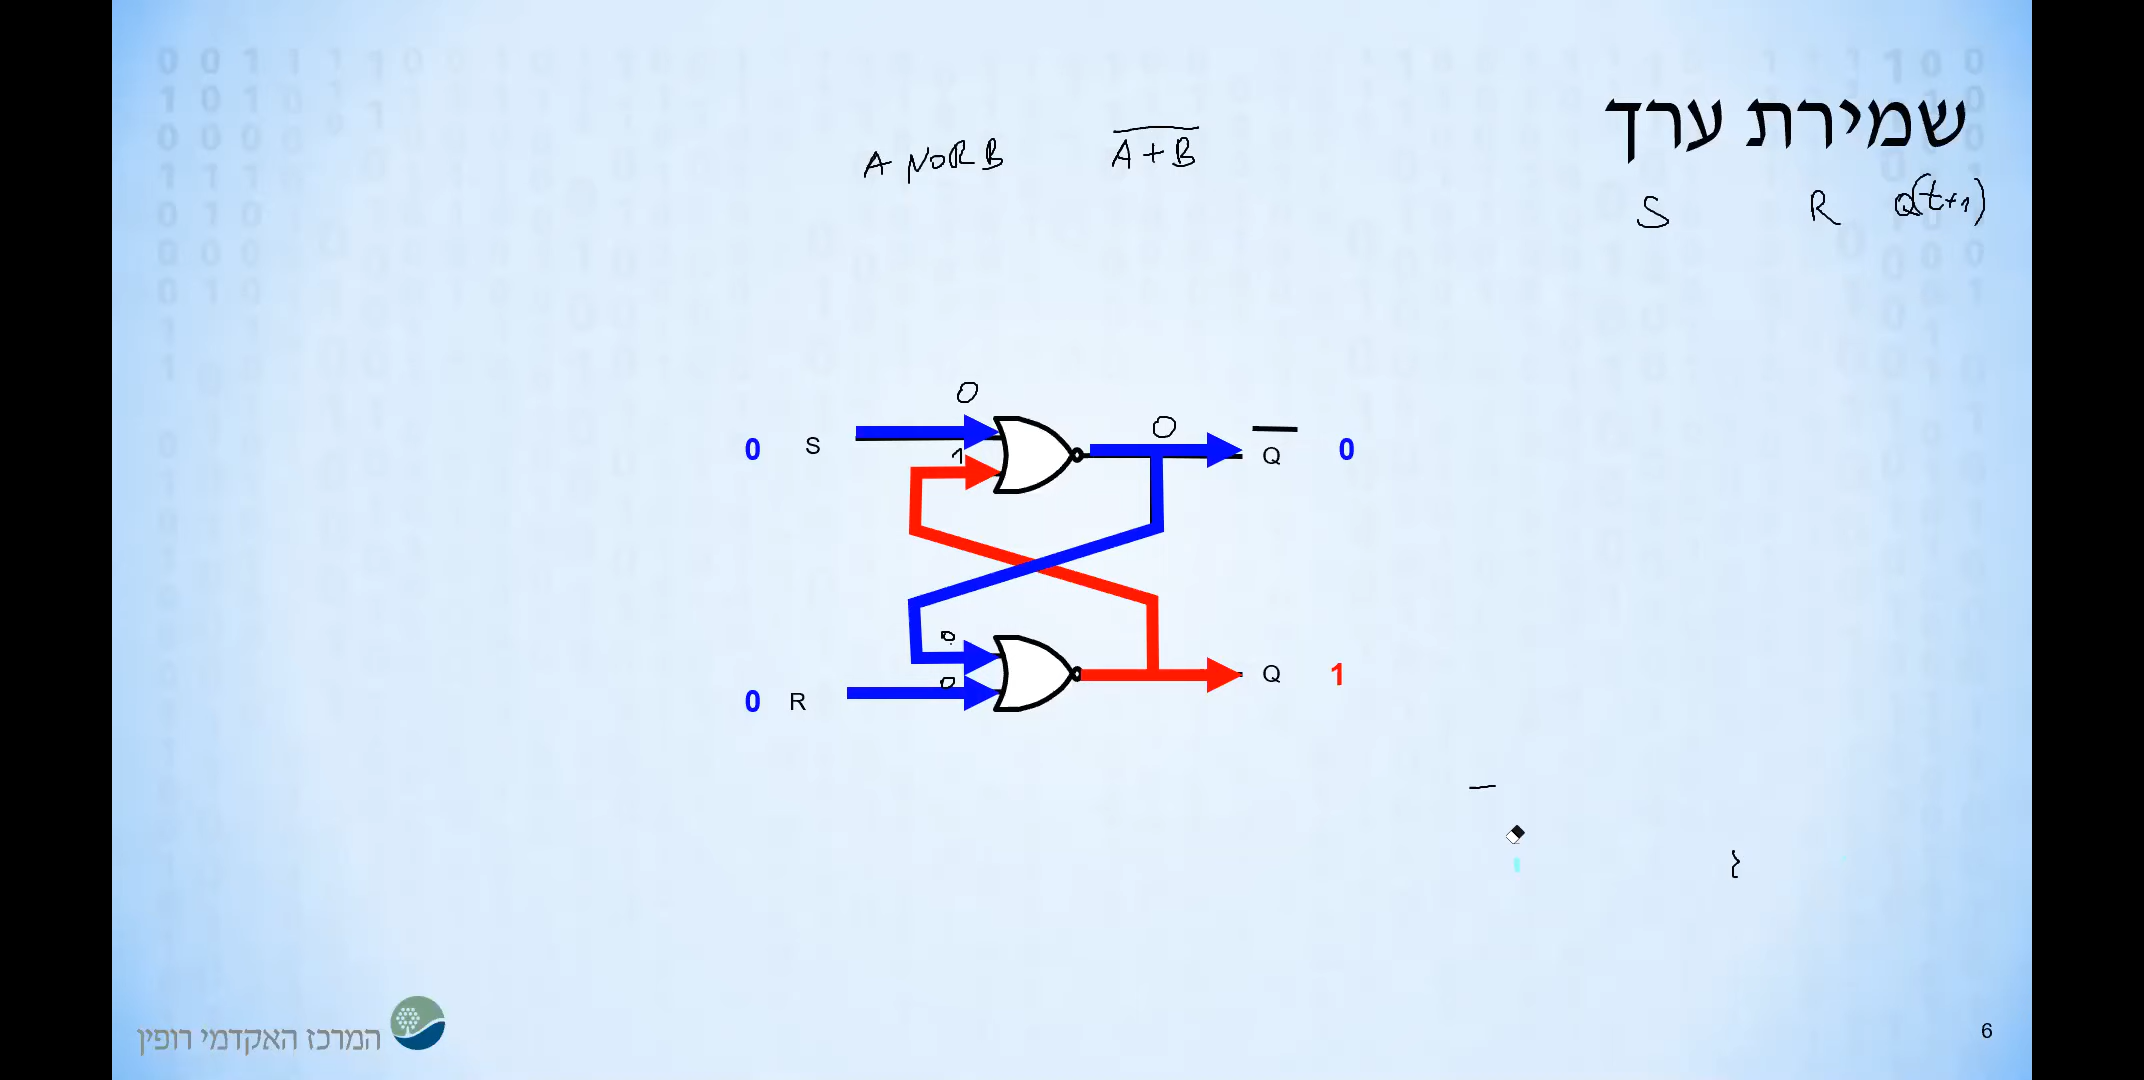 שמירת ערך
A NOR B
A + B
S R Q(t+1)
0
0 S 0 Q 0
1
0
0
0 R Q 1
המרכז האקדמי רופין
6